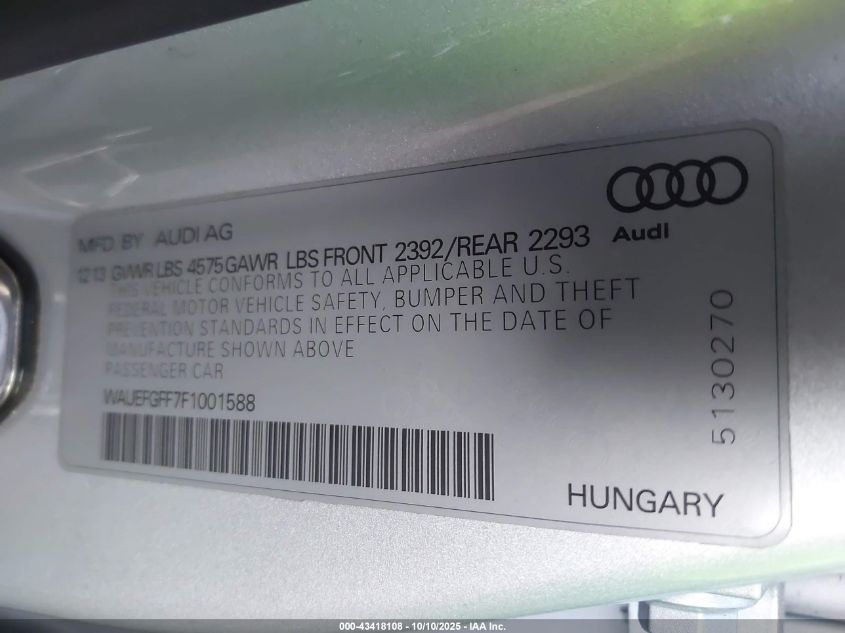 MFD BY AUDI AG
12 13 GVWR LBS 4575 GAWR LBS FRONT 2392/REAR 2293
THIS VEHICLE CONFORMS TO ALL APPLICABLE U.S.
FEDERAL MOTOR VEHICLE SAFETY, BUMPER AND THEFT
PREVENTION STANDARDS IN EFFECT ON THE DATE OF
MANUFACTURE SHOWN ABOVE
PASSENGER CAR
WAUEFGFF7F1001588
Audi
5130270
HUNGARY
000-43418108 - 10/10/2025 - IAA Inc.